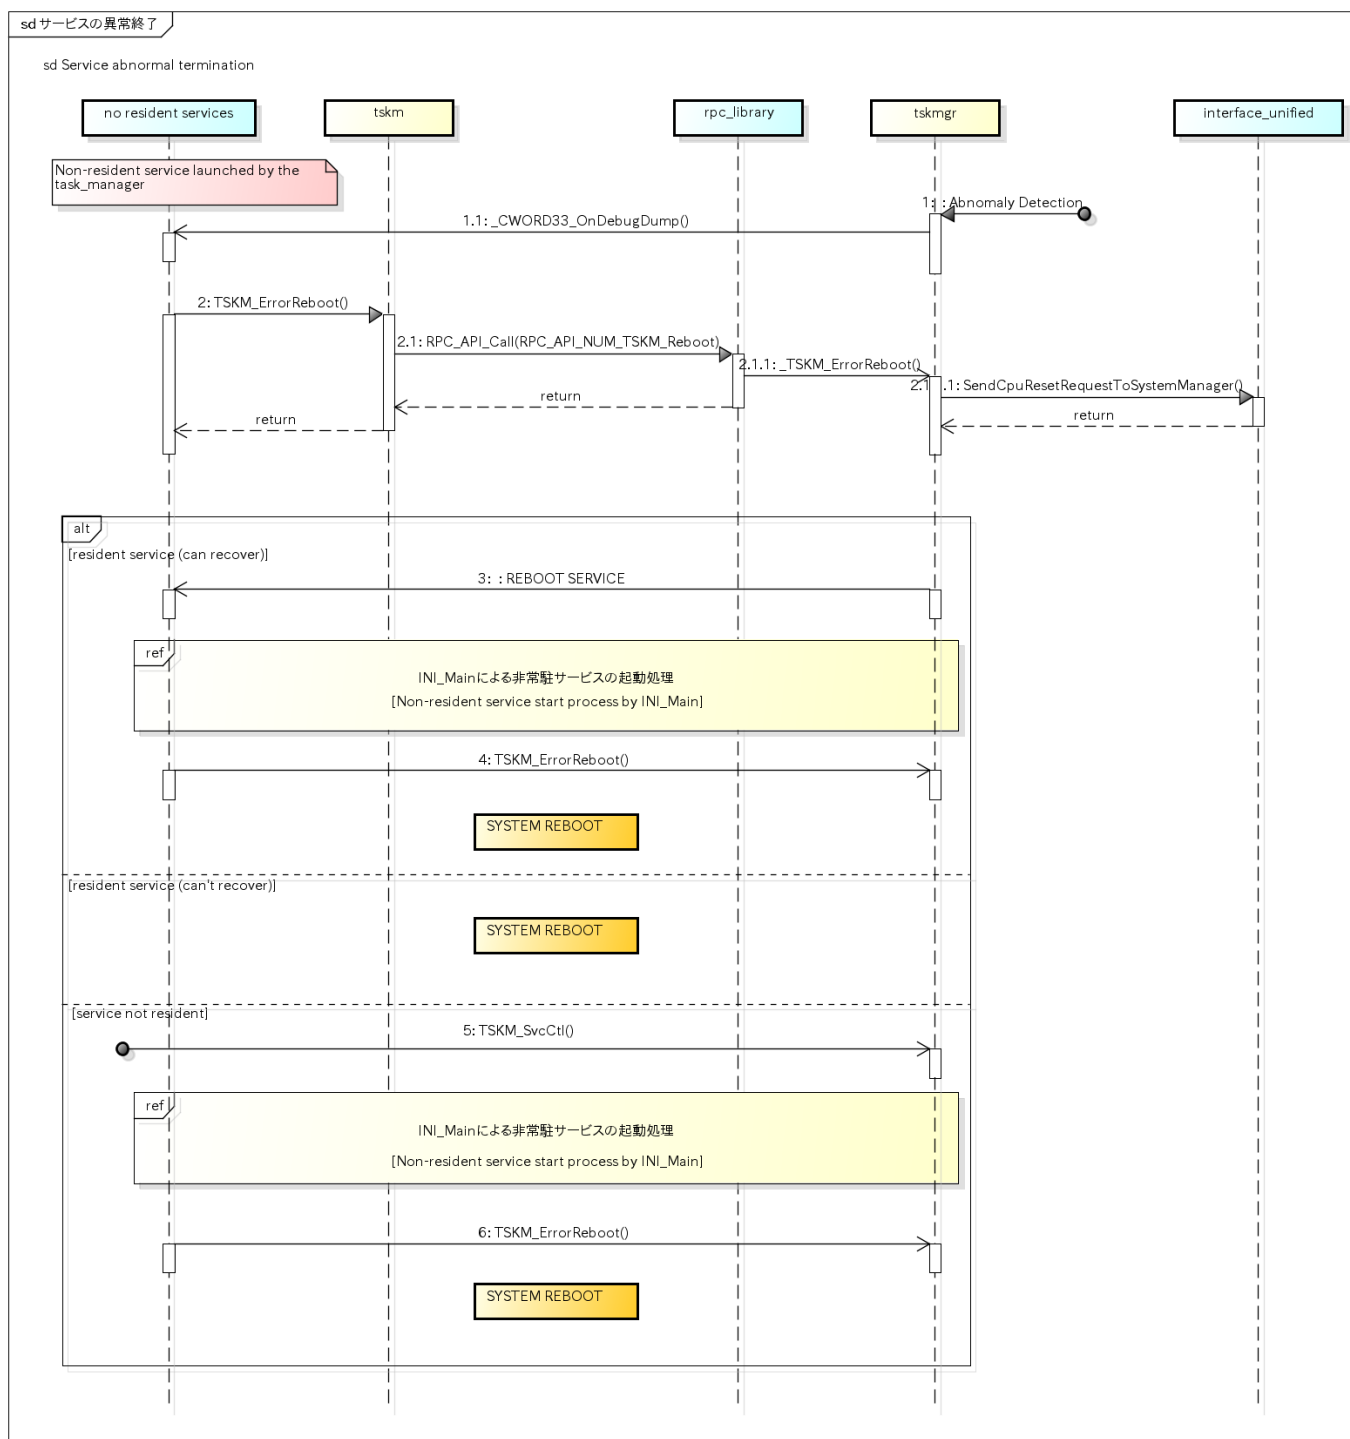 sd サービスの異常終了
sd Service abnormal termination
no resident services
tskm
rpc_library
tskmgr
interface_unified
Non-resident service launched by the
task_manager
1: : Abnomaly Detection
1.1: _CWORD33_OnDebugDump()
2: TSKM_ErrorReboot()
2.1: RPC_API_Call(RPC_API_NUM_TSKM_Reboot)
2.1.1: _TSKM_ErrorReboot()
2.1 .1: SendCpuResetRequestToSystemManager()
return
return
return
alt
[resident service (can recover)]
3: : REBOOT SERVICE
ref
INI_Mainによる非常駐サービスの起動処理
[Non-resident service start process by INI_Main]
4: TSKM_ErrorReboot()
SYSTEM REBOOT
[resident service (can't recover)]
SYSTEM REBOOT
[service not resident]
5: TSKM_SvcCtl()
ref
INI_Mainによる非常駐サービスの起動処理
[Non-resident service start process by INI_Main]
6: TSKM_ErrorReboot()
SYSTEM REBOOT